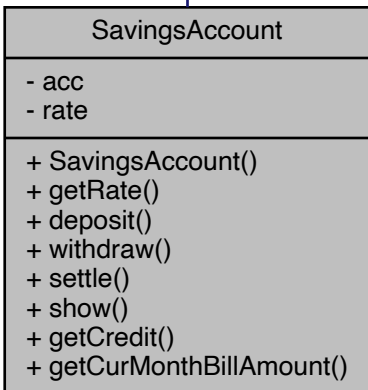 SavingsAccount
- acc
- rate
+ SavingsAccount()
+ getRate()
+ deposit()
+ withdraw()
+ settle()
+ show()
+ getCredit()
+ getCurMonthBillAmount()